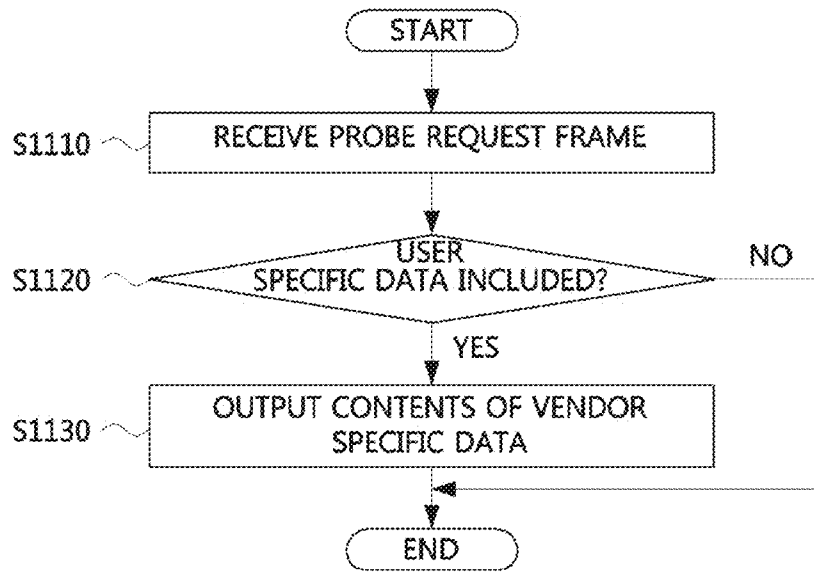 START
S1110
RECEIVE PROBE REQUEST FRAME
USER
S1120
SPECIFIC DATA INCLUDED?
NO
YES
S1130
OUTPUT CONTENTS OF VENDOR
SPECIFIC DATA
END